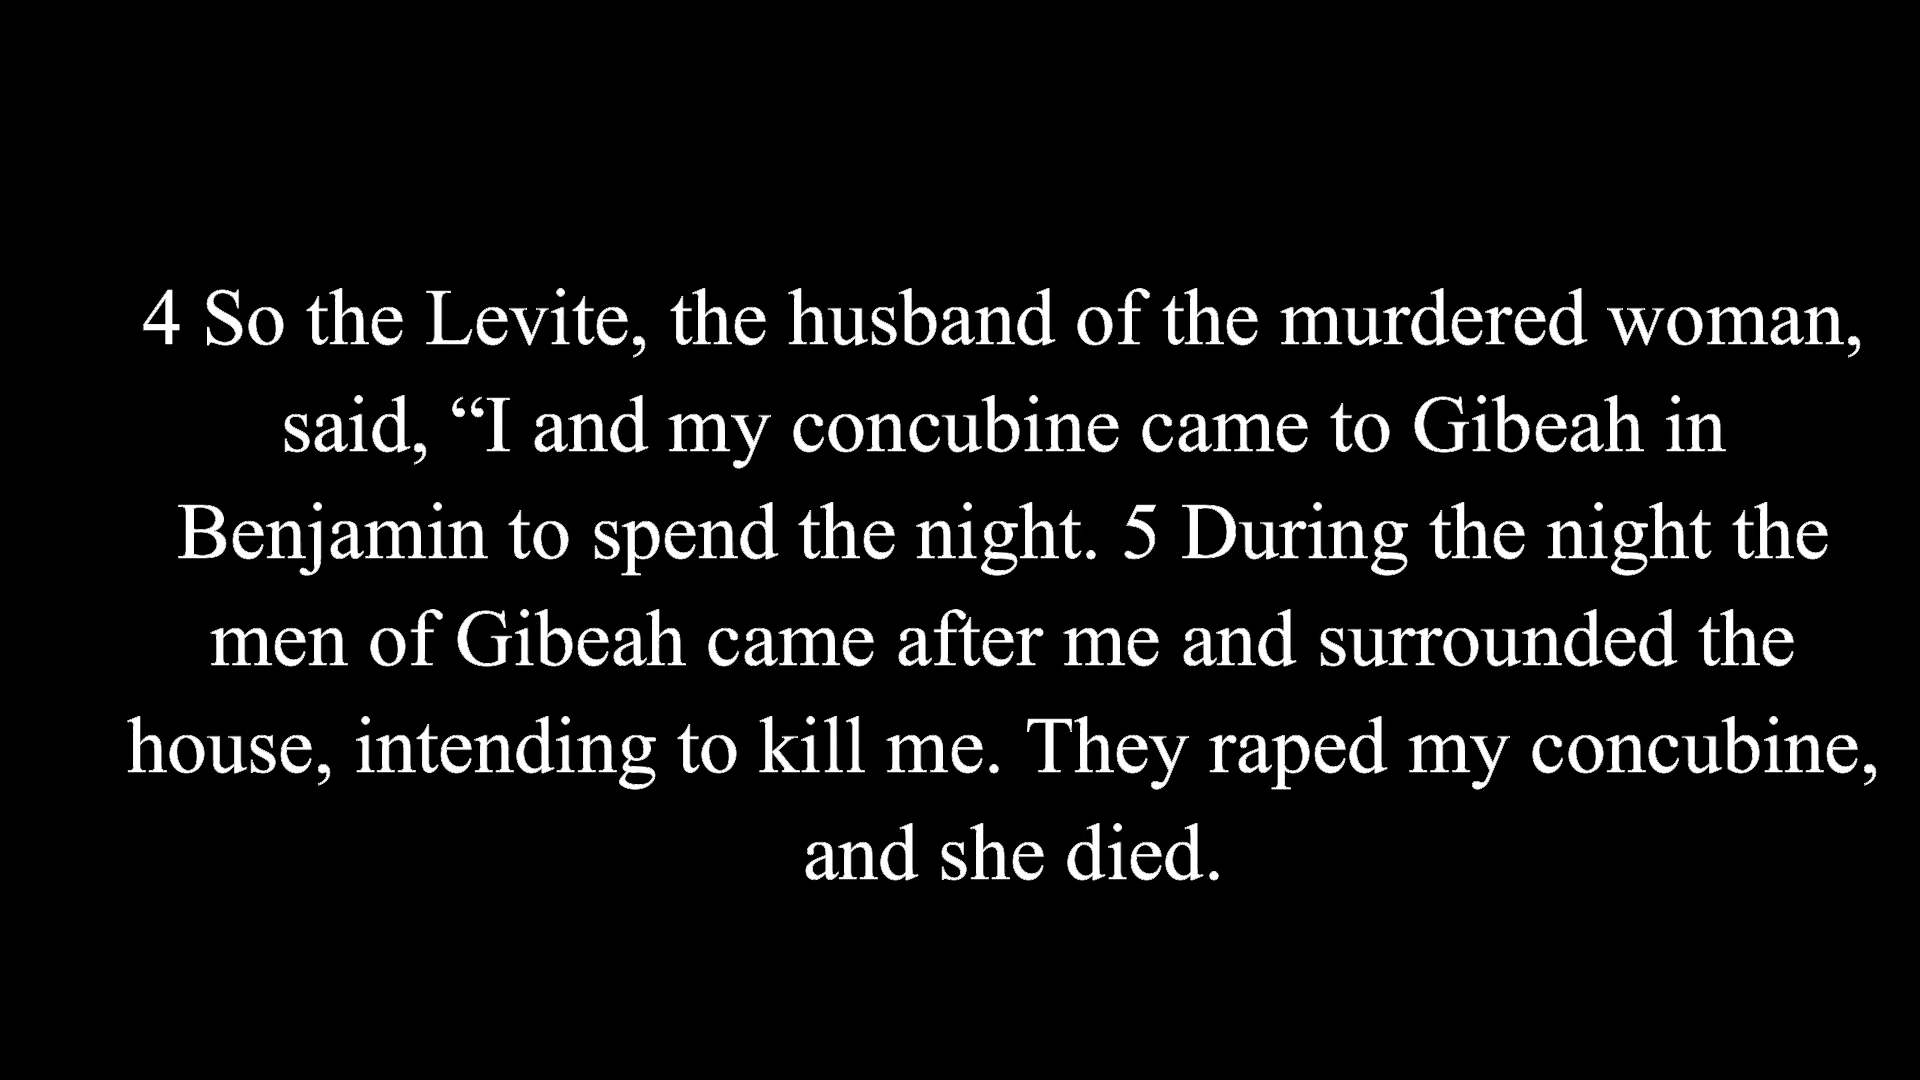 4 So the Levite, the husband of the murdered woman,
said, “I and my concubine came to Gibeah in
Benjamin to spend the night. 5 During the night the
men of Gibeah came after me and surrounded the
house, intending to kill me. They raped my concubine,
and she died.